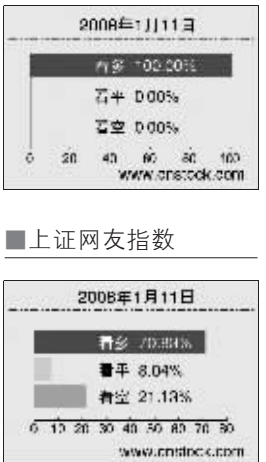 2008年1月11日
看多 100.00%
看平 0.00%
看空 0.00%
0 20 40 60 80 100
www.cnstock.com
■上证网友指数
2008年1月11日
看多 70.83%
看平 8.04%
看空 21.13%
0 10 20 30 40 50 60 70 80
www.cnstock.com